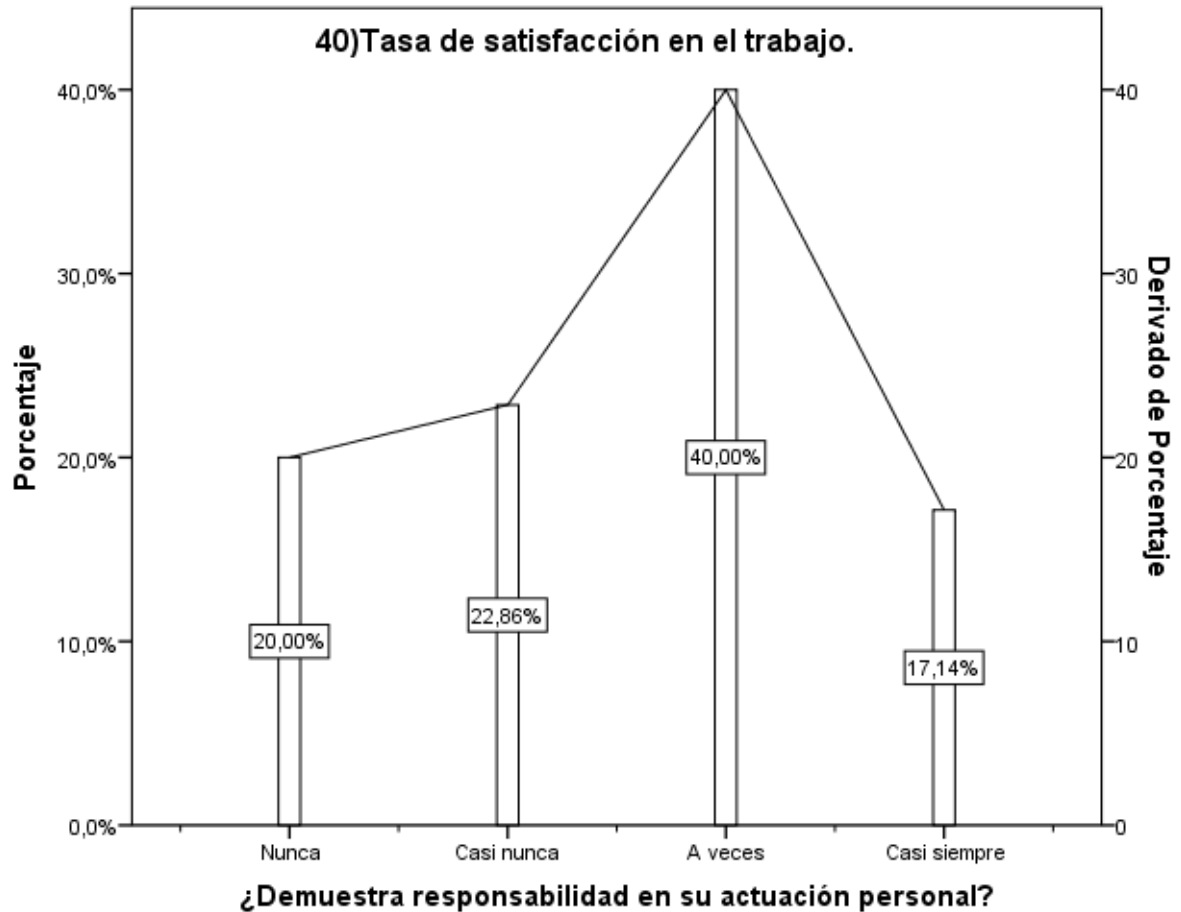 40)Tasa de satisfacción en el trabajo.
Porcentaje
40,0%
30,0%
20,0%
10,0%
0,0%
20,00%
22,86%
40,00%
17,14%
40
30
20
10
0
Derivado de Porcentaje
Nunca
Casi nunca
A veces
Casi siempre
¿Demuestra responsabilidad en su actuación personal?